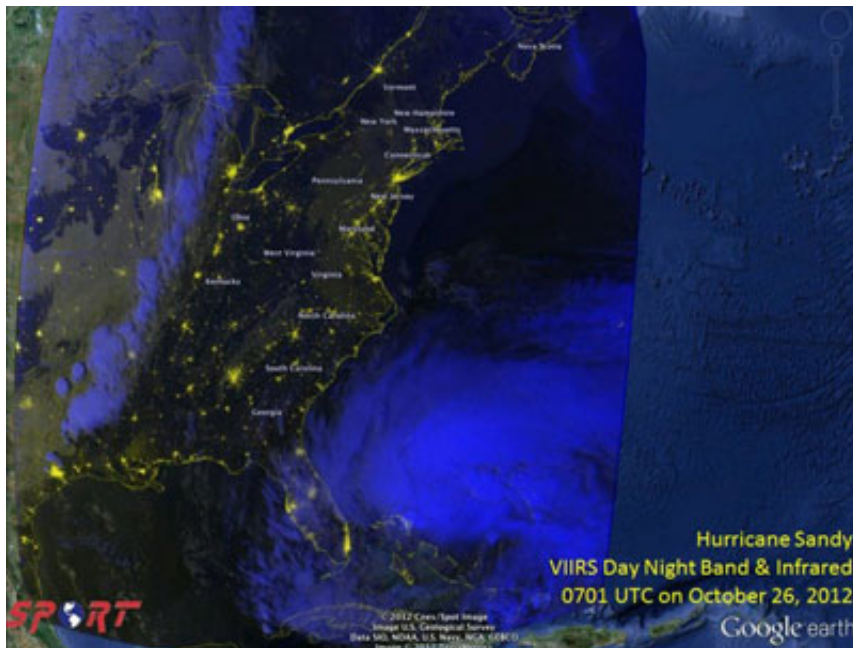 Nova Scotia
Vermont
New Hampshire
New York
Massachusetts
Connecticut
Pennsylvania
New Jersey
Ohio
Maryland
West Virginia
Virginia
Kentucky
North Carolina
South Carolina
Georgia
Hurricane Sandy
VIIRS Day Night Band & Infrared
0701 UTC on October 26, 2012
SPORT
© 2012 Cnes/Spot Image
Image U.S. Geological Survey
Data SIO, NOAA, U.S. Navy, NGA, GEBCO
Google earth